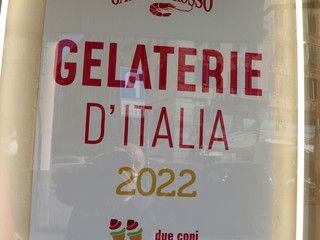 GELATERIE
D'ITALIA
2022
due coni